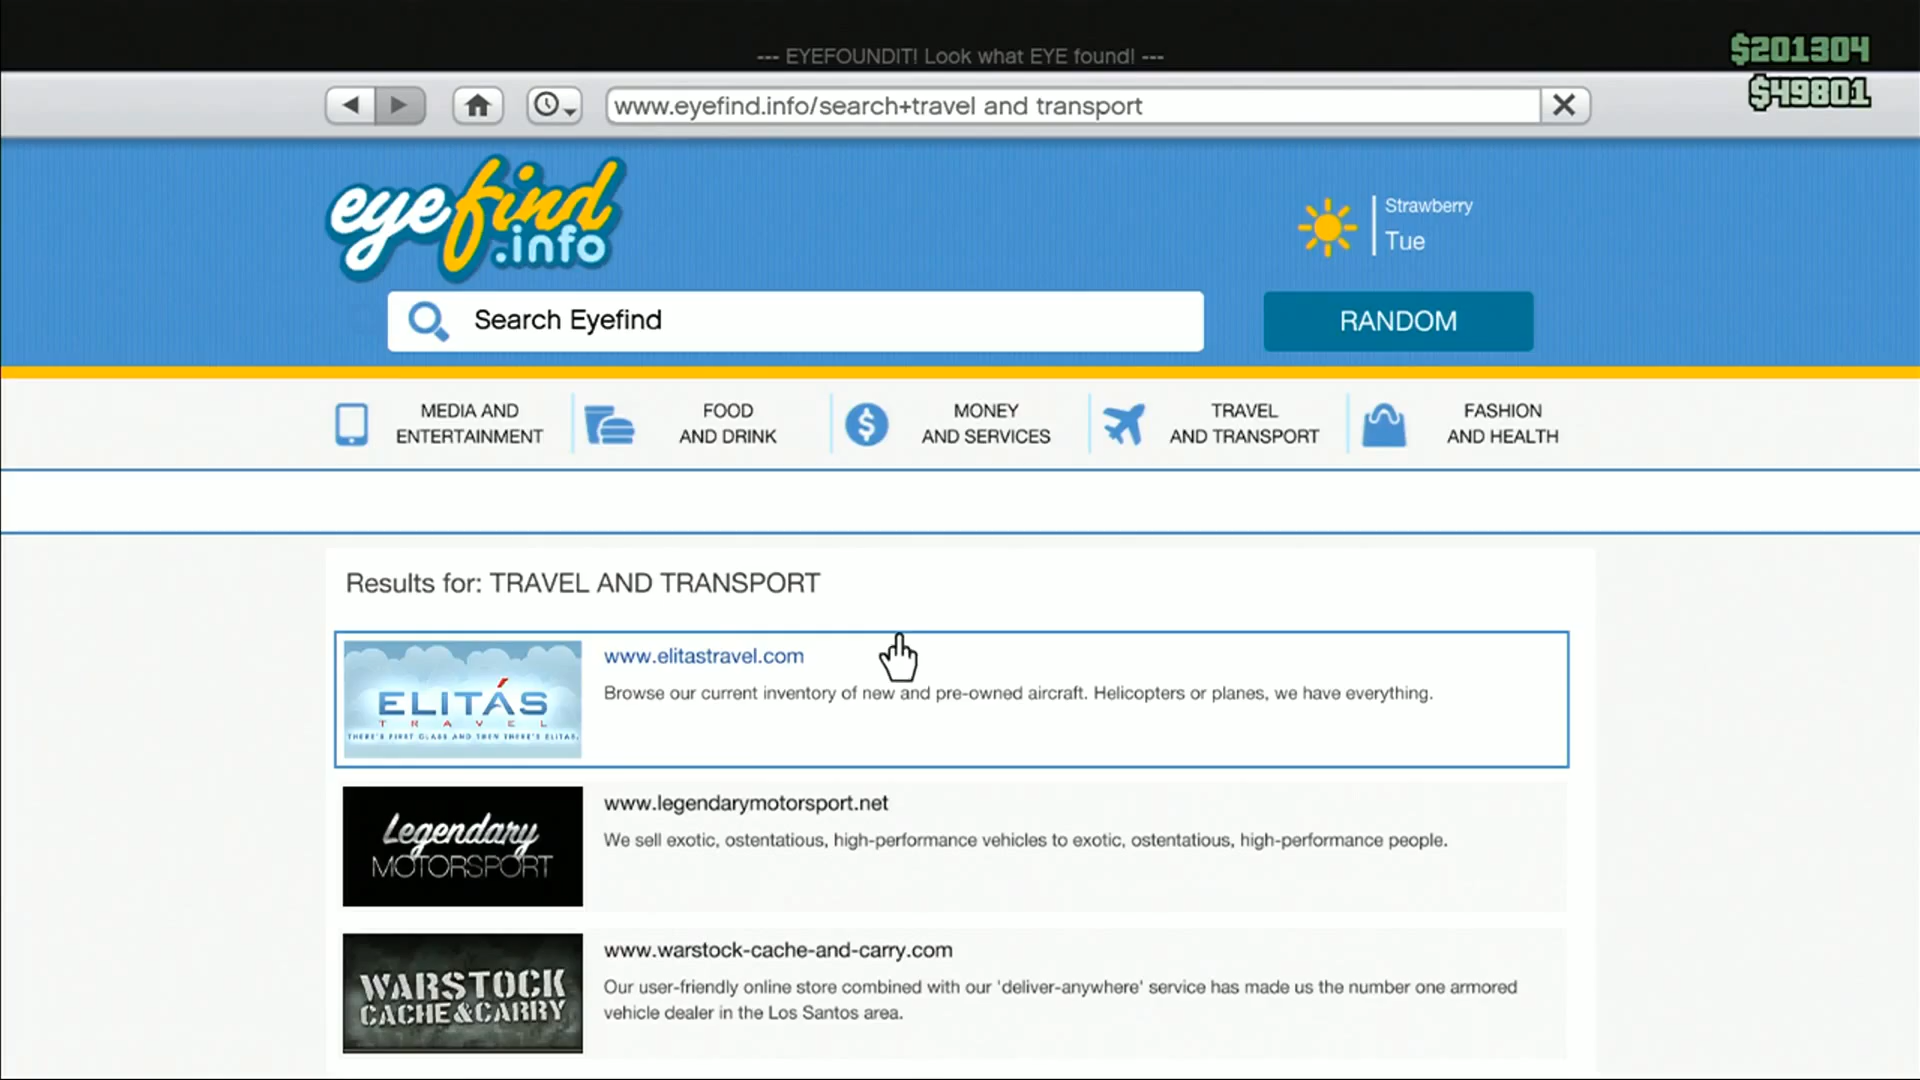 --- EYEFOUNDIT! Look what EYE found! ---
$201304
$49801
www.eyefind.info/search+travel and transport
eyefind
.info
Strawberry
Tue
Search Eyefind
RANDOM
MEDIA AND
ENTERTAINMENT
FOOD
AND DRINK
MONEY
AND SERVICES
TRAVEL
AND TRANSPORT
FASHION
AND HEALTH
Results for: TRAVEL AND TRANSPORT
ELITÁS
TRAVEL
THERE'S FIRST CLASS AND THEN THERE'S ELITAS.
www.elitastravel.com
Browse our current inventory of new and pre-owned aircraft. Helicopters or planes, we have everything.
Legendary
MOTORSPORT
www.legendarymotorsport.net
We sell exotic, ostentatious, high-performance vehicles to exotic, ostentatious, high-performance people.
WARSTOCK
CACHE&CARRY
www.warstock-cache-and-carry.com
Our user-friendly online store combined with our 'deliver-anywhere' service has made us the number one armored
vehicle dealer in the Los Santos area.